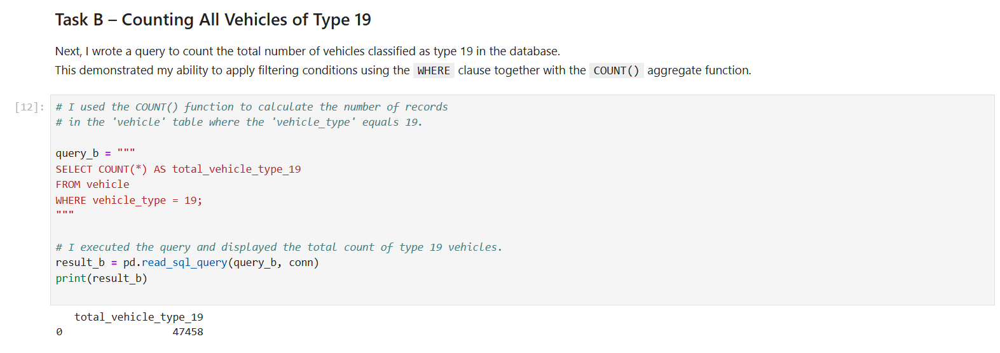 Task B – Counting All Vehicles of Type 19
Next, I wrote a query to count the total number of vehicles classified as type 19 in the database.
This demonstrated my ability to apply filtering conditions using the WHERE clause together with the COUNT() aggregate function.
[12]: # I used the COUNT() function to calculate the number of records
# in the 'vehicle' table where the 'vehicle_type' equals 19.
query_b = """
SELECT COUNT(*) AS total_vehicle_type_19
FROM vehicle
WHERE vehicle_type = 19;
"""
# I executed the query and displayed the total count of type 19 vehicles.
result_b = pd.read_sql_query(query_b, conn)
print(result_b)
total_vehicle_type_19
0 47458